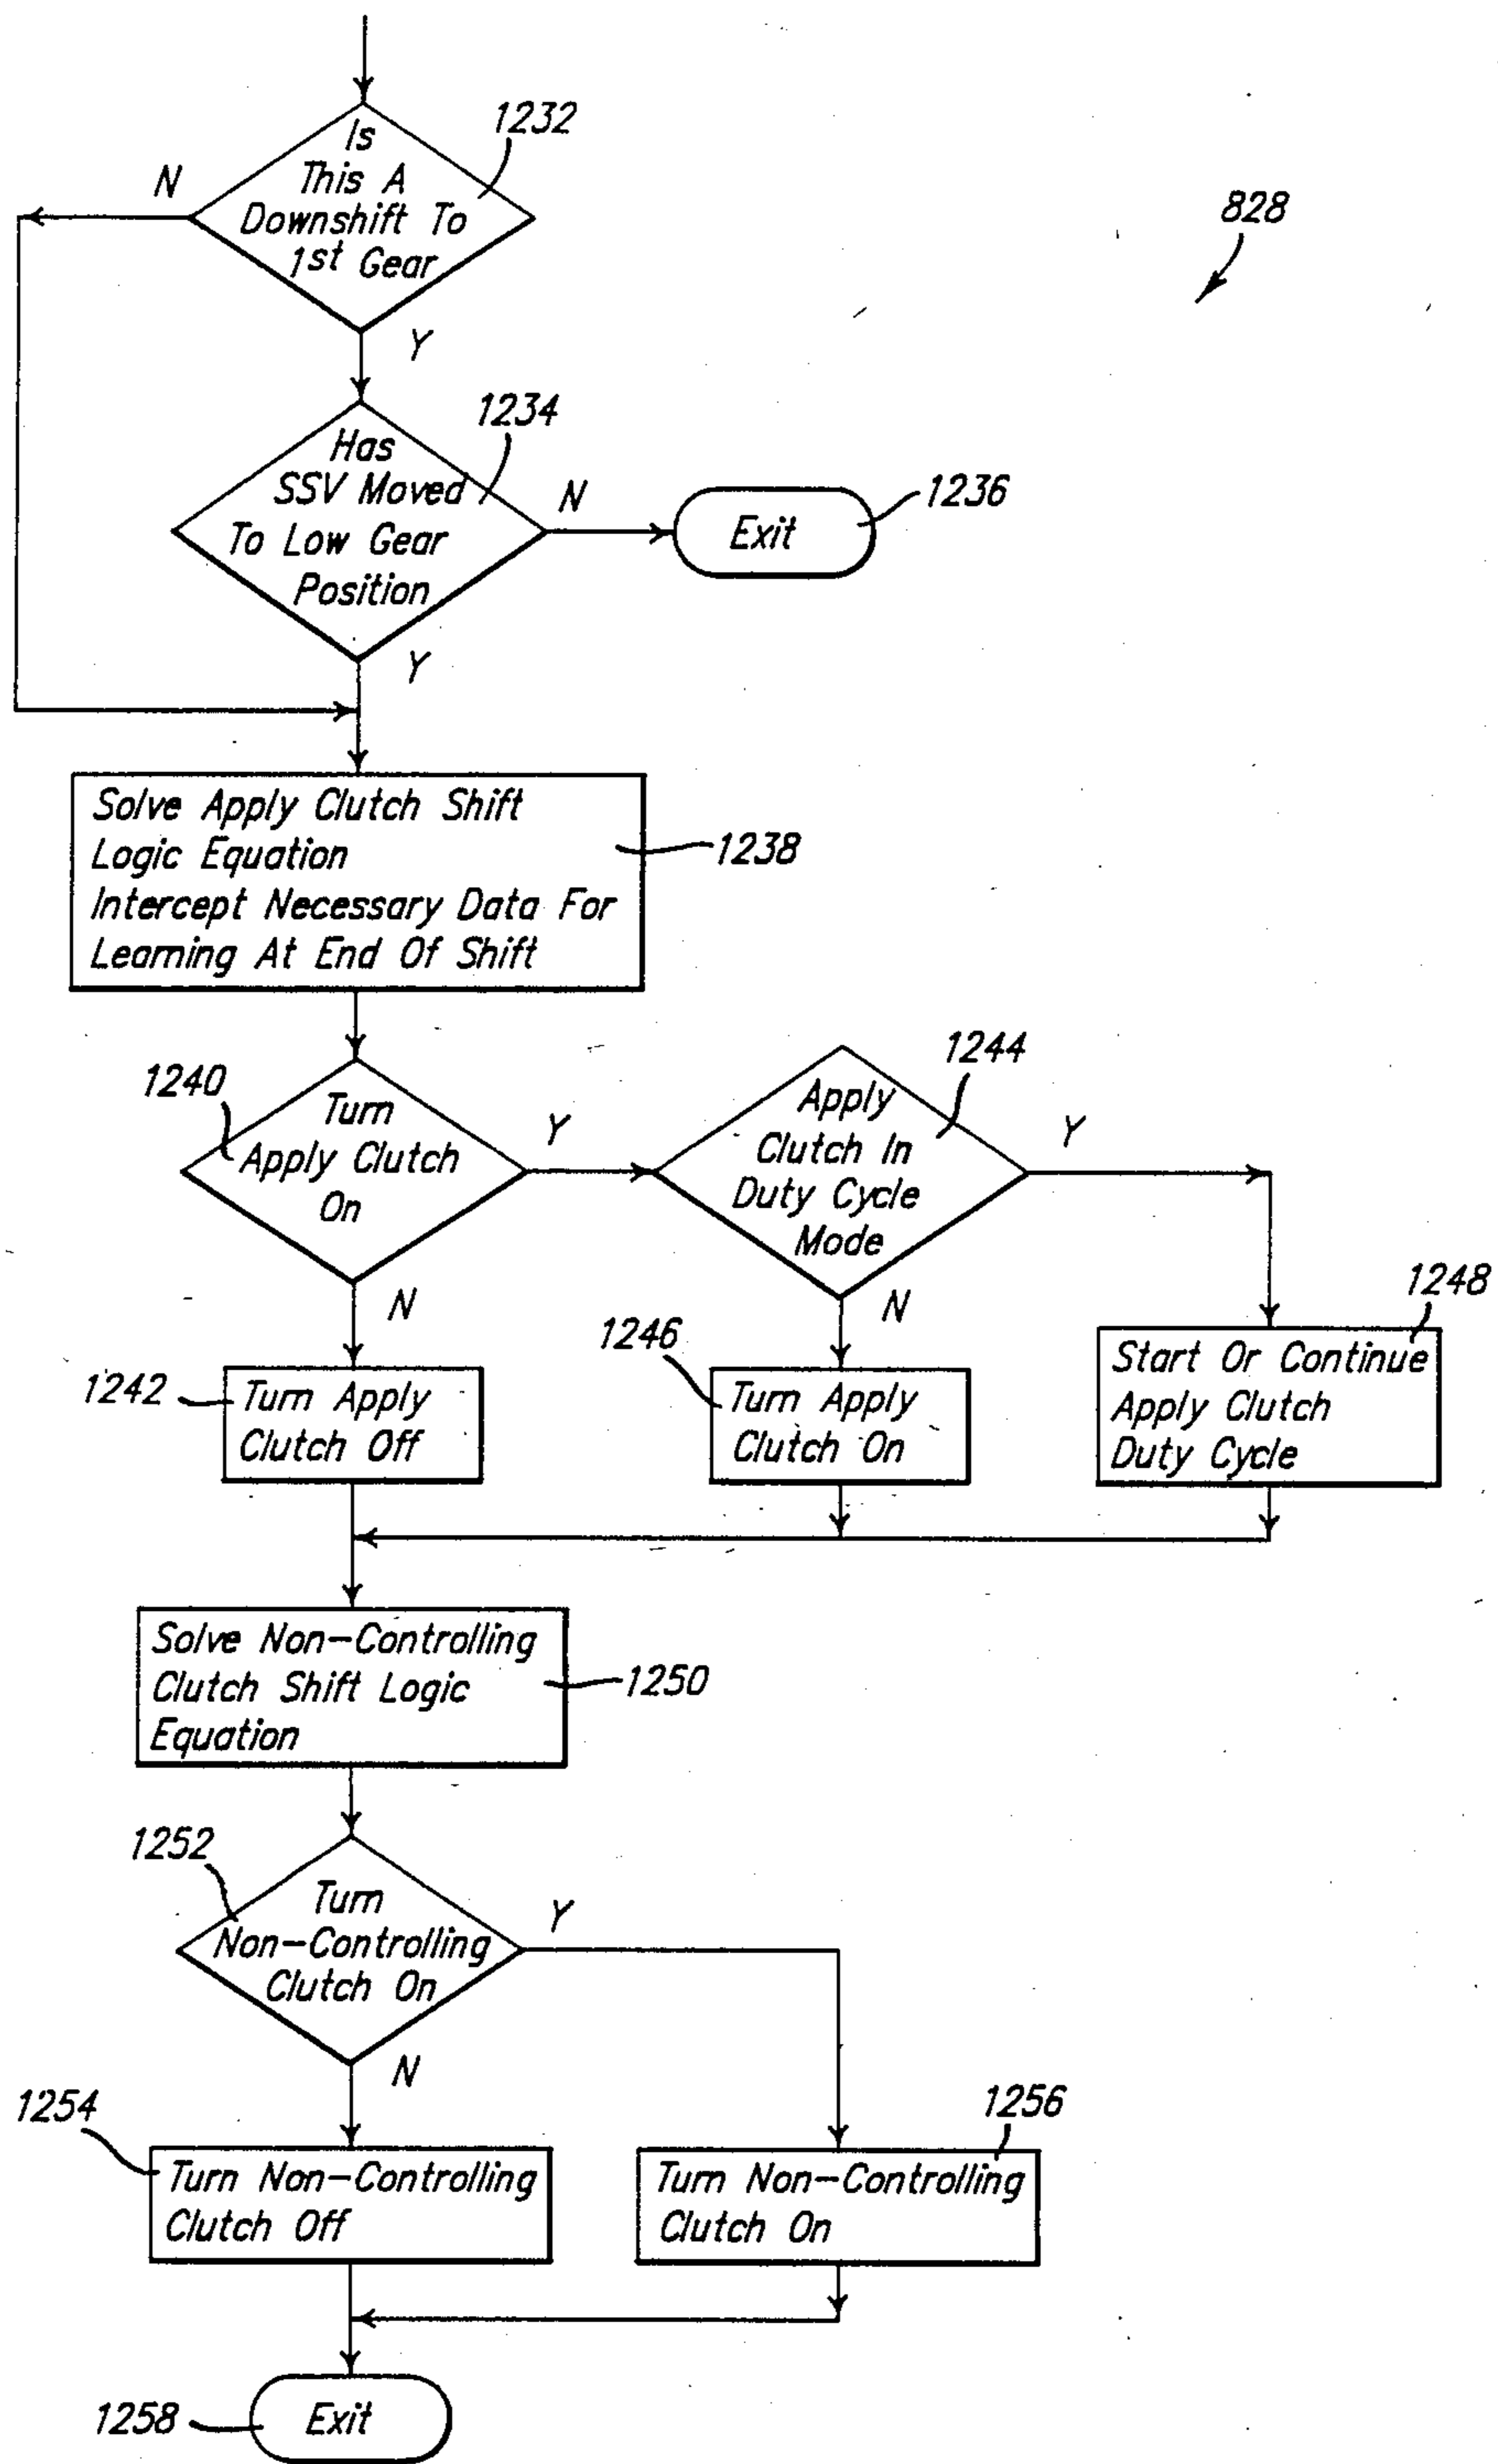 Is
This A
Downshift To
1st Gear
1232
N
828
Y
Has
SSV Moved
To Low Gear
Position
1234
N
Exit
1236
Y
Solve Apply Clutch Shift
Logic Equation
Intercept Necessary Data For
Learning At End Of Shift
1238
1240
Turn
Apply Clutch
On
Y
Apply
Clutch In
Duty Cycle
Mode
1244
Y
N
N
1242
Turn Apply
Clutch Off
1246
Turn Apply
Clutch On
1248
Start Or Continue
Apply Clutch
Duty Cycle
Solve Non-Controlling
Clutch Shift Logic
Equation
1250
1252
Turn
Non-Controlling
Clutch On
Y
N
1254
Turn Non-Controlling
Clutch Off
1256
Turn Non-Controlling
Clutch On
1258
Exit